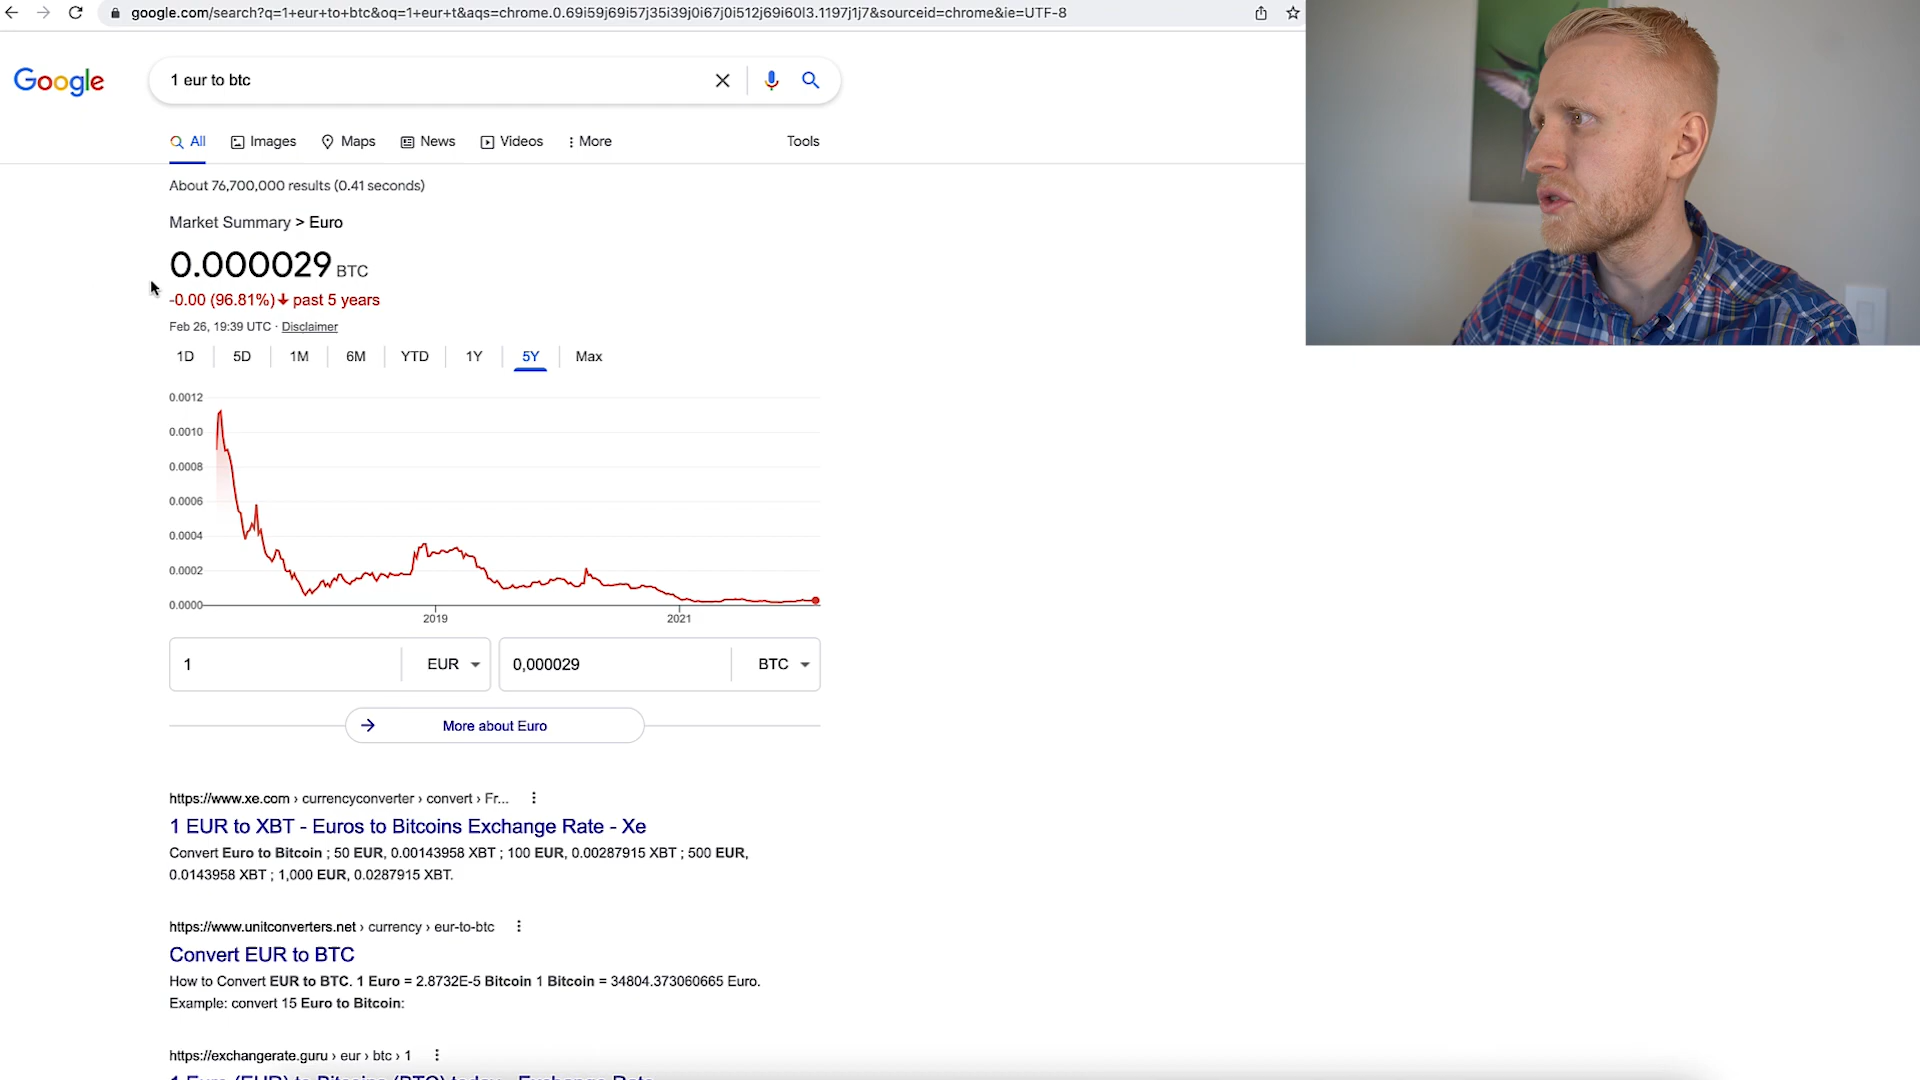 google.com/search?q=1+eur+to+btc&oq=1+eur+t&aqs=chrome.0.69i59j69i57j35i39j0i67j0i512j69i60l3.1197j1j7&sourceid=chrome&ie=UTF-8
Google
1 eur to btc
All Images Maps News Videos More Tools
About 76,700,000 results (0.41 seconds)
Market Summary > Euro
0.000029 BTC
-0.00 (96.81%) past 5 years
Feb 26, 19:39 UTC · Disclaimer
1D 5D 1M 6M YTD 1Y 5Y Max
0.0012
0.0010
0.0008
0.0006
0.0004
0.0002
0.0000
2019 2021
1 EUR 0,000029 BTC
More about Euro
https://www.xe.com › currencyconverter › convert › Fr...
1 EUR to XBT - Euros to Bitcoins Exchange Rate - Xe
Convert Euro to Bitcoin ; 50 EUR, 0.00143958 XBT ; 100 EUR, 0.00287915 XBT ; 500 EUR,
0.0143958 XBT ; 1,000 EUR, 0.0287915 XBT.
https://www.unitconverters.net › currency › eur-to-btc
Convert EUR to BTC
How to Convert EUR to BTC. 1 Euro = 2.8732E-5 Bitcoin 1 Bitcoin = 34804.373060665 Euro.
Example: convert 15 Euro to Bitcoin:
https://exchangerate.guru › eur › btc › 1
1 Euro (EUR) to Bitcoins (BTC) today - Exchange Rate